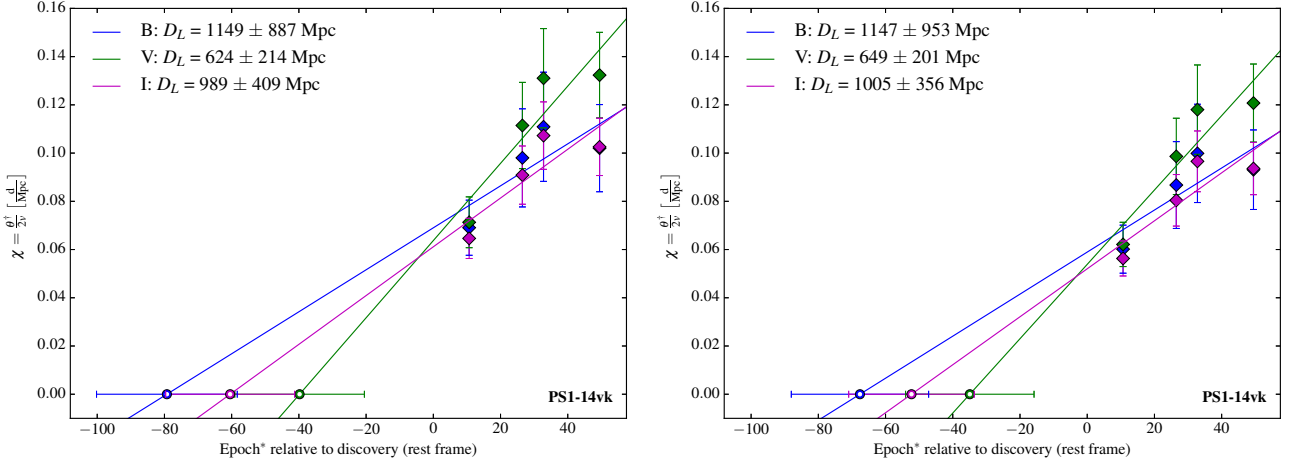 0.16
0.14
0.12
0.10
0.08
0.06
0.04
0.02
0.00
χ = θ†/2v [d/Mpc]
B: D_L = 1149 ± 887 Mpc
V: D_L = 624 ± 214 Mpc
I: D_L = 989 ± 409 Mpc
PS1-14vk
−100 −80 −60 −40 −20 0 20 40
Epoch* relative to discovery (rest frame)
0.16
0.14
0.12
0.10
0.08
0.06
0.04
0.02
0.00
χ = θ†/2v [d/Mpc]
B: D_L = 1147 ± 953 Mpc
V: D_L = 649 ± 201 Mpc
I: D_L = 1005 ± 356 Mpc
PS1-14vk
−100 −80 −60 −40 −20 0 20 40
Epoch* relative to discovery (rest frame)